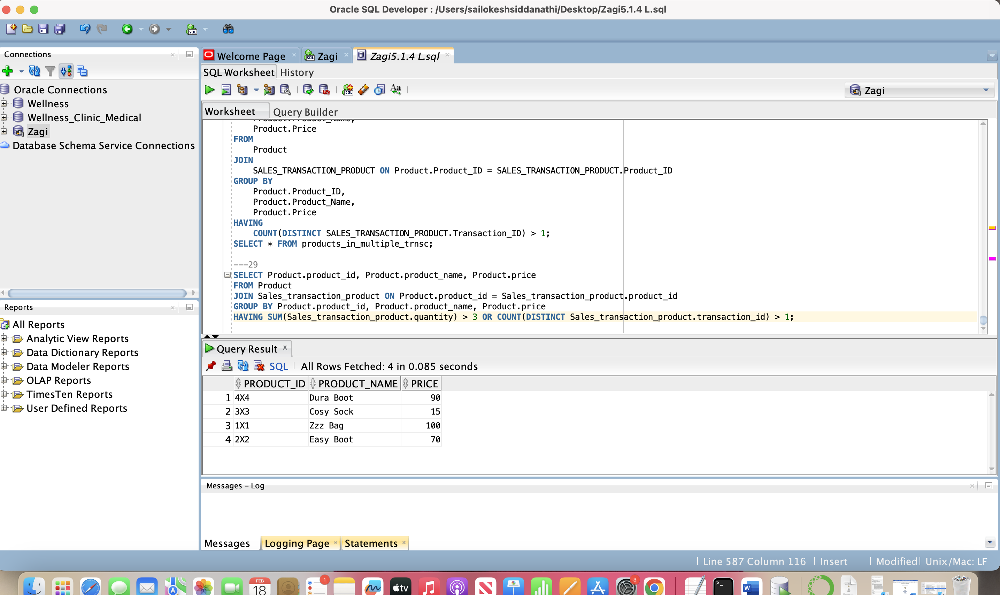 Oracle SQL Developer : /Users/sailokeshsiddanathi/Desktop/Zagi5.1.4 L.sql
Connections
Oracle Connections
Wellness
Wellness_Clinic_Medical
Zagi
Database Schema Service Connections
Reports
All Reports
Analytic View Reports
Data Dictionary Reports
Data Modeler Reports
OLAP Reports
TimesTen Reports
User Defined Reports
Welcome Page
Zagi
Zagi5.1.4 L.sql
SQL Worksheet
History
Zagi
Worksheet
Query Builder
Product.Product_Name,
Product.Price
FROM
Product
JOIN
SALES_TRANSACTION_PRODUCT ON Product.Product_ID = SALES_TRANSACTION_PRODUCT.Product_ID
GROUP BY
Product.Product_ID,
Product.Product_Name,
Product.Price
HAVING
COUNT(DISTINCT SALES_TRANSACTION_PRODUCT.Transaction_ID) > 1;
SELECT * FROM products_in_multiple_trnsc;
---29
SELECT Product.product_id, Product.product_name, Product.price
FROM Product
JOIN Sales_transaction_product ON Product.product_id = Sales_transaction_product.product_id
GROUP BY Product.product_id, Product.product_name, Product.price
HAVING SUM(Sales_transaction_product.quantity) > 3 OR COUNT(DISTINCT Sales_transaction_product.transaction_id) > 1;
Query Result
SQL
All Rows Fetched: 4 in 0.085 seconds
PRODUCT_ID PRODUCT_NAME PRICE
1 4X4 Dura Boot 90
2 3X3 Cosy Sock 15
3 1X1 Zzz Bag 100
4 2X2 Easy Boot 70
Messages - Log
Messages
Logging Page
Statements
Line 587 Column 116
Insert
Modified
Unix/Mac: LF
FEB
18
1
tv
3
W